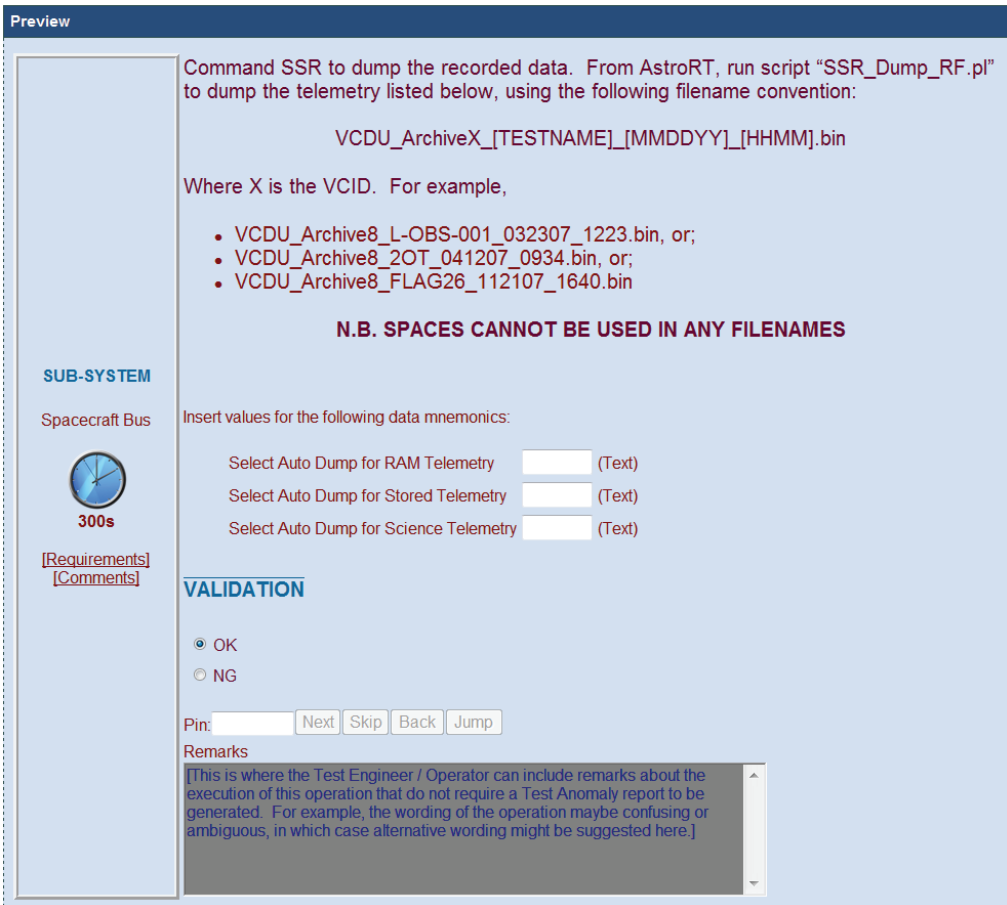 Preview
Command SSR to dump the recorded data. From AstroRT, run script “SSR_Dump_RF.pl”
to dump the telemetry listed below, using the following filename convention:
VCDU_ArchiveX_[TESTNAME]_[MMDDYY]_[HHMM].bin
Where X is the VCID. For example,
• VCDU_Archive8_L-OBS-001_032307_1223.bin, or;
• VCDU_Archive8_2OT_041207_0934.bin, or;
• VCDU_Archive8_FLAG26_112107_1640.bin
N.B. SPACES CANNOT BE USED IN ANY FILENAMES
SUB-SYSTEM
Spacecraft Bus
300s
[Requirements]
[Comments]
Insert values for the following data mnemonics:
Select Auto Dump for RAM Telemetry (Text)
Select Auto Dump for Stored Telemetry (Text)
Select Auto Dump for Science Telemetry (Text)
VALIDATION
OK
NG
Pin: Next Skip Back Jump
Remarks
[This is where the Test Engineer / Operator can include remarks about the
execution of this operation that do not require a Test Anomaly report to be
generated. For example, the wording of the operation maybe confusing or
ambiguous, in which case alternative wording might be suggested here.]